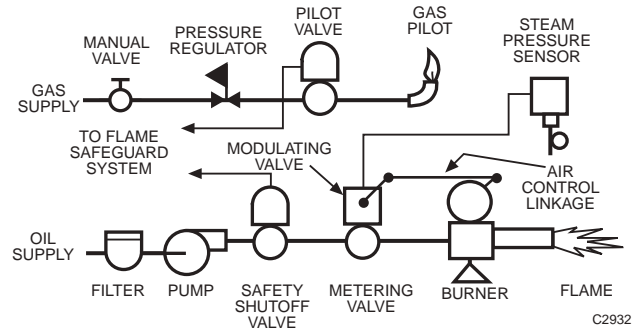 MANUAL
VALVE
PRESSURE
REGULATOR
PILOT
VALVE
GAS
PILOT
STEAM
PRESSURE
SENSOR
GAS
SUPPLY
TO FLAME
SAFEGUARD
SYSTEM
MODULATING
VALVE
AIR
CONTROL
LINKAGE
OIL
SUPPLY
FILTER
PUMP
SAFETY
SHUTOFF
VALVE
METERING
VALVE
BURNER
FLAME
C2932